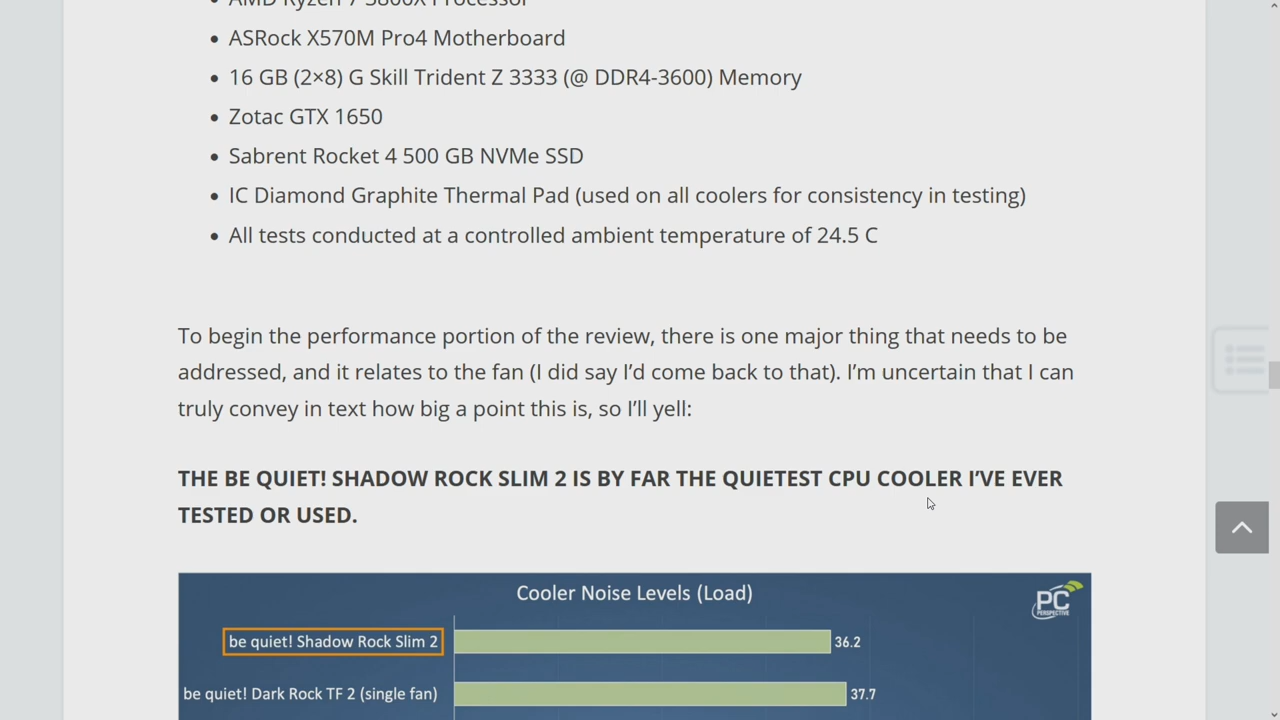 AMD Ryzen 7 3800X Processor
ASRock X570M Pro4 Motherboard
16 GB (2×8) G Skill Trident Z 3333 (@ DDR4-3600) Memory
Zotac GTX 1650
Sabrent Rocket 4 500 GB NVMe SSD
IC Diamond Graphite Thermal Pad (used on all coolers for consistency in testing)
All tests conducted at a controlled ambient temperature of 24.5 C
To begin the performance portion of the review, there is one major thing that needs to be
addressed, and it relates to the fan (I did say I’d come back to that). I’m uncertain that I can
truly convey in text how big a point this is, so I’ll yell:
THE BE QUIET! SHADOW ROCK SLIM 2 IS BY FAR THE QUIETEST CPU COOLER I’VE EVER
TESTED OR USED.
Cooler Noise Levels (Load)
PC
PERSPECTIVE
be quiet! Shadow Rock Slim 2 36.2
be quiet! Dark Rock TF 2 (single fan) 37.7